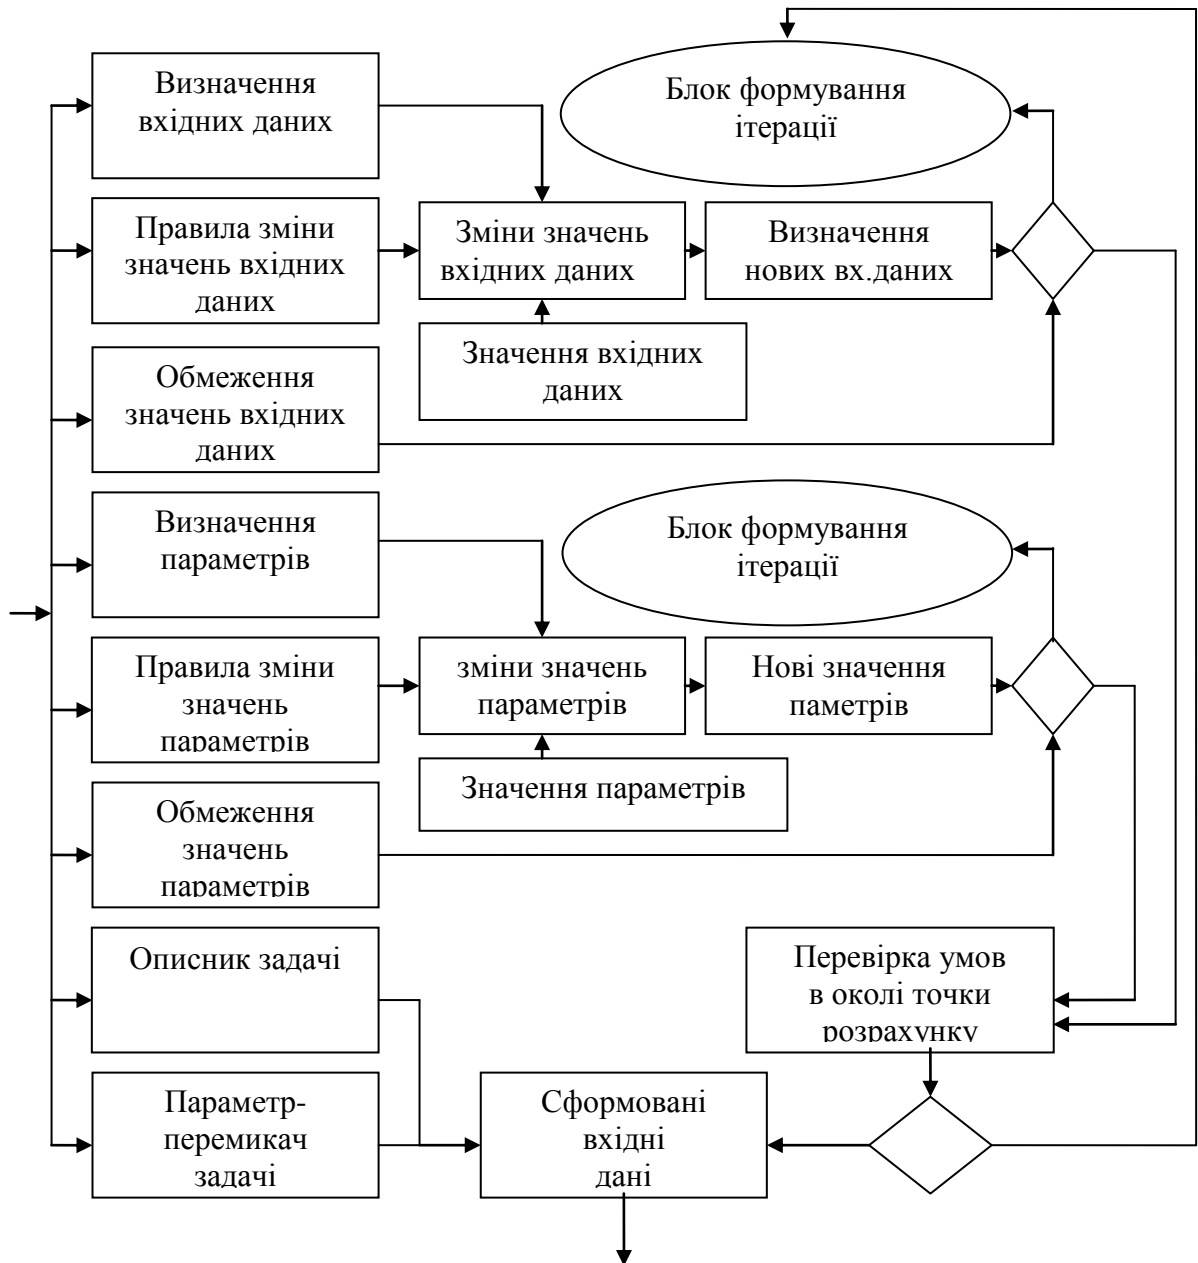 Визначення
вхідних даних
Блок формування
ітерації
Правила зміни
значень вхідних
даних
Зміни значень
вхідних даних
Визначення
нових вх.даних
Значення вхідних
даних
Обмеження
значень вхідних
даних
Визначення
параметрів
Блок формування
ітерації
Правила зміни
значень
параметрів
зміни значень
параметрів
Нові значення
паметрів
Значення параметрів
Обмеження
значень
параметрів
Описник задачі
Перевірка умов
в околі точки
розрахунку
Параметр-
перемикач
задачі
Сформовані
вхідні
дані